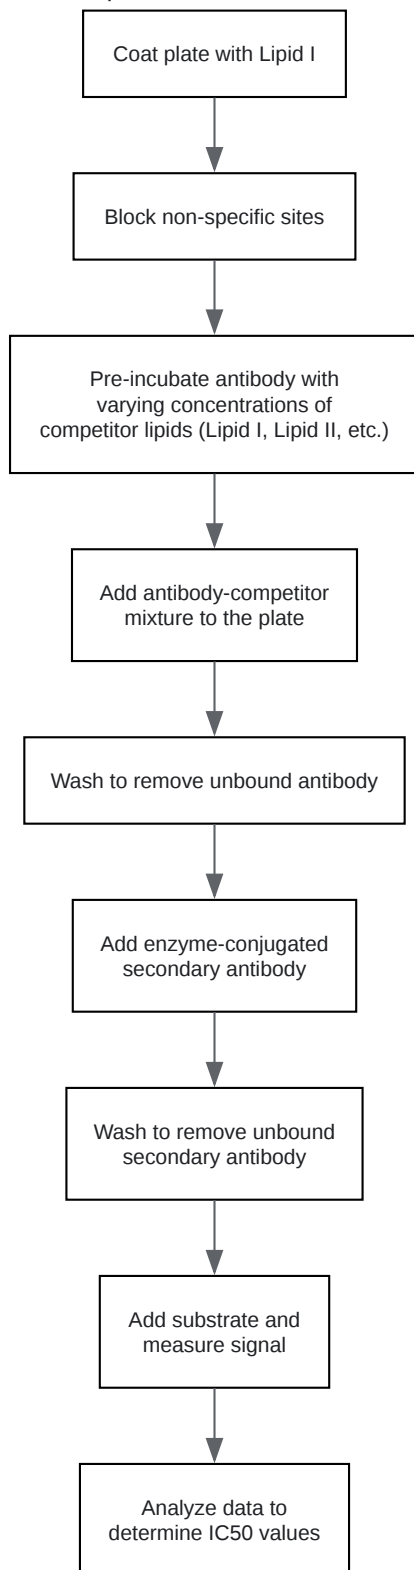 Coat plate with Lipid I
Block non-specific sites
Pre-incubate antibody with
varying concentrations of
competitor lipids (Lipid I, Lipid II, etc.)
Add antibody-competitor
mixture to the plate
Wash to remove unbound antibody
Add enzyme-conjugated
secondary antibody
Wash to remove unbound
secondary antibody
Add substrate and
measure signal
Analyze data to
determine IC50 values